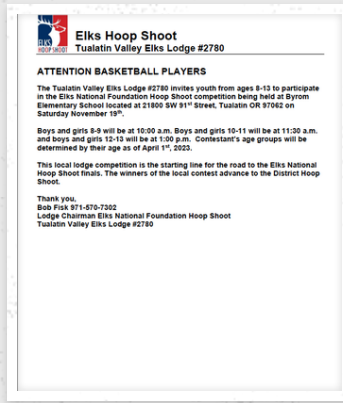 ELKS
HOOP SHOOT
Elks Hoop Shoot
Tualatin Valley Elks Lodge #2780
ATTENTION BASKETBALL PLAYERS
The Tualatin Valley Elks Lodge #2780 invites youth from ages 8-13 to participate
in the Elks National Foundation Hoop Shoot competition being held at Byrom
Elementary School located at 21800 SW 91st Street, Tualatin OR 97062 on
Saturday November 19th.
Boys and girls 8-9 will be at 10:00 a.m. Boys and girls 10-11 will be at 11:30 a.m.
and boys and girls 12-13 will be at 1:00 p.m.  Contestant's age groups will be
determined by their age as of April 1st, 2023.
This local lodge competition is the starting line for the road to the Elks National
Hoop Shoot finals. The winners of the local contest advance to the District Hoop
Shoot.
Thank you,
Bob Fisk 971-570-7302
Lodge Chairman Elks National Foundation Hoop Shoot
Tualatin Valley Elks Lodge #2780